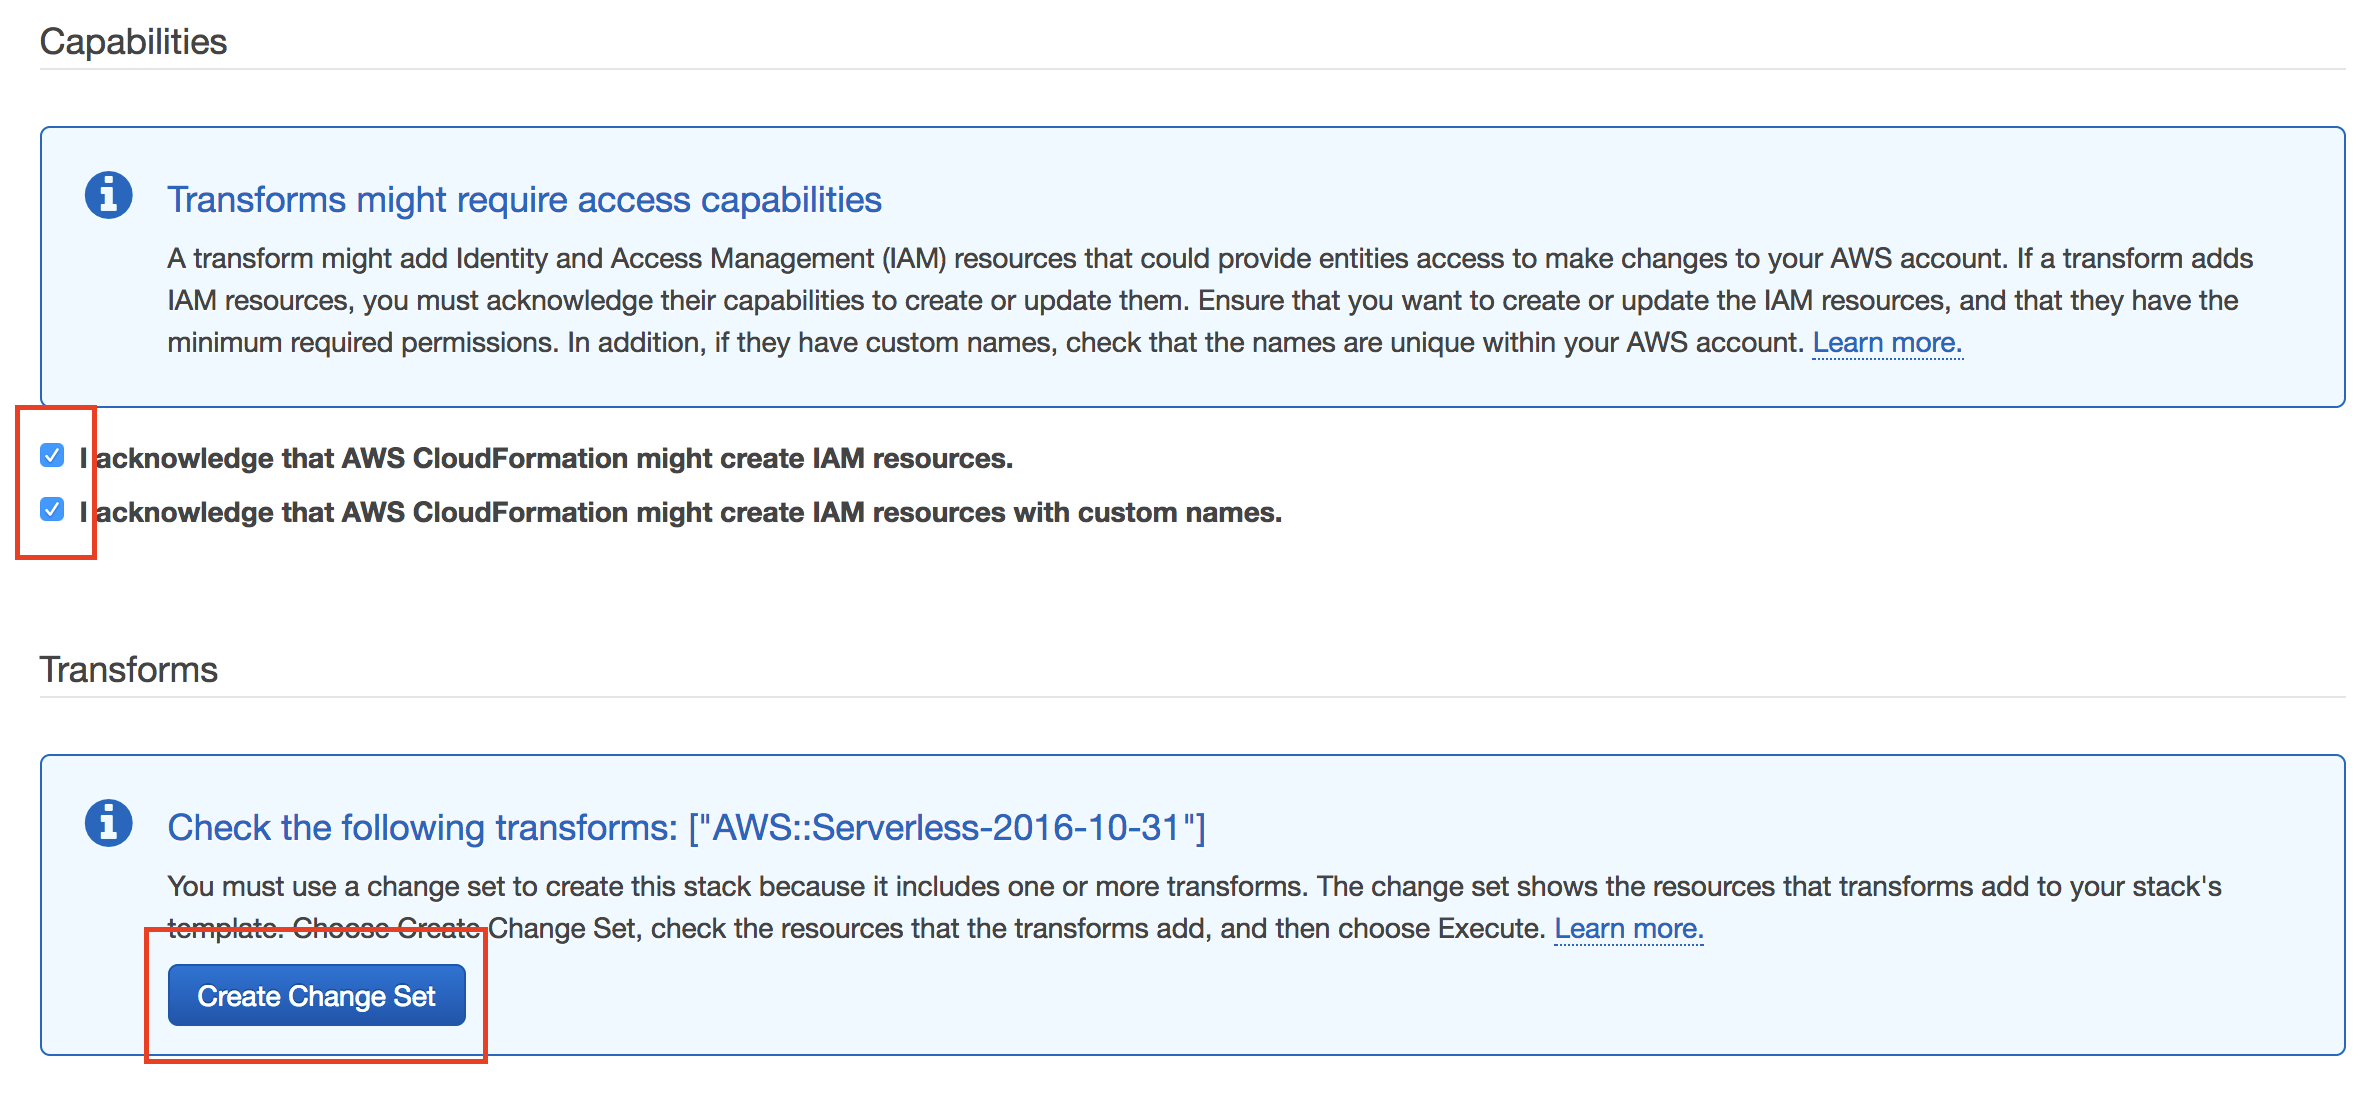 Capabilities
Transforms might require access capabilities
A transform might add Identity and Access Management (IAM) resources that could provide entities access to make changes to your AWS account. If a transform adds
IAM resources, you must acknowledge their capabilities to create or update them. Ensure that you want to create or update the IAM resources, and that they have the
minimum required permissions. In addition, if they have custom names, check that the names are unique within your AWS account. Learn more.
I acknowledge that AWS CloudFormation might create IAM resources.
I acknowledge that AWS CloudFormation might create IAM resources with custom names.
Transforms
Check the following transforms: ["AWS::Serverless-2016-10-31"]
You must use a change set to create this stack because it includes one or more transforms. The change set shows the resources that transforms add to your stack's
template. Choose Create Change Set, check the resources that the transforms add, and then choose Execute. Learn more.
Create Change Set